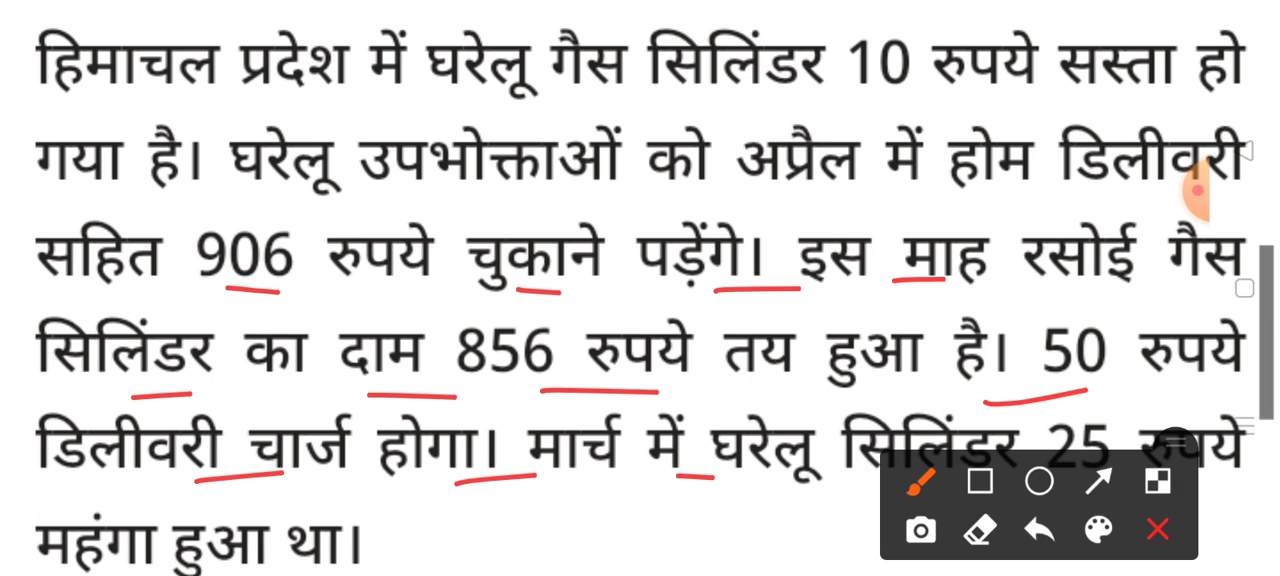 हिमाचल प्रदेश में घरेलू गैस सिलिंडर 10 रुपये सस्ता हो
गया है। घरेलू उपभोक्ताओं को अप्रैल में होम डिलीवरी
सहित 906 रुपये चुकाने पड़ेंगे। इस माह रसोई गैस
सिलिंडर का दाम 856 रुपये तय हुआ है। 50 रुपये
डिलीवरी चार्ज होगा। मार्च में घरेलू सिलिंडर 25 रुपये
महंगा हुआ था।